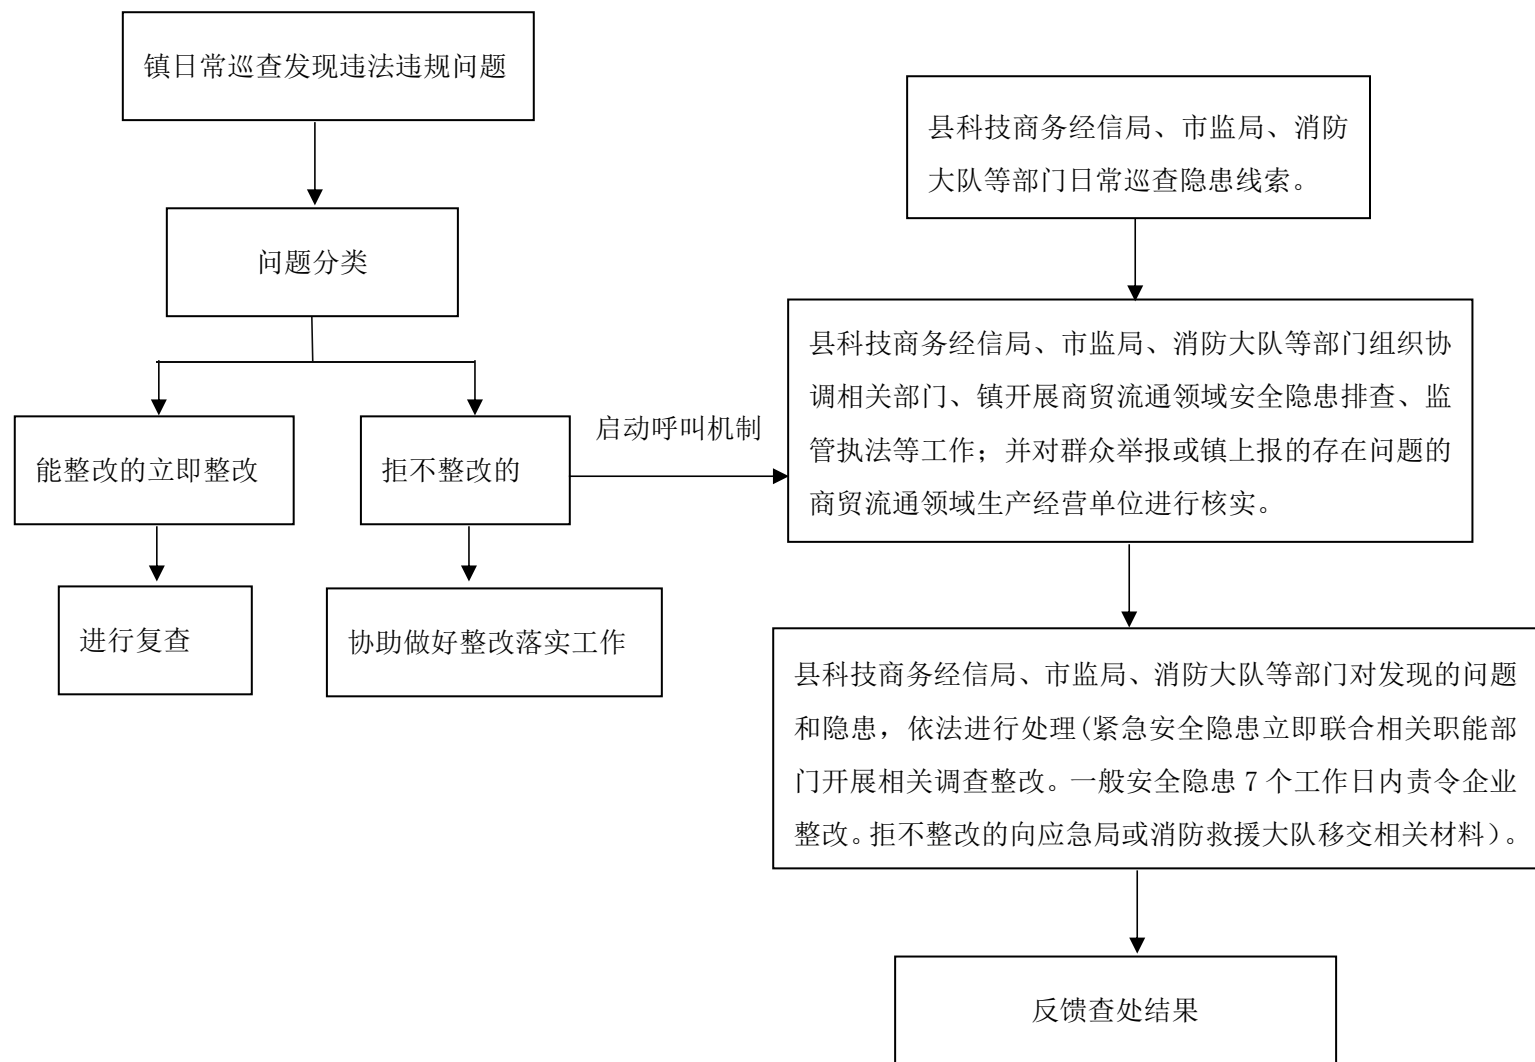 镇日常巡查发现违法违规问题
县科技商务经信局、市监局、消防
大队等部门日常巡查隐患线索。
问题分类
县科技商务经信局、市监局、消防大队等部门组织协
调相关部门、镇开展商贸流通领域安全隐患排查、监
管执法等工作；并对群众举报或镇上报的存在问题的
商贸流通领域生产经营单位进行核实。
启动呼叫机制
能整改的立即整改
拒不整改的
进行复查
协助做好整改落实工作
县科技商务经信局、市监局、消防大队等部门对发现的问题
和隐患，依法进行处理(紧急安全隐患立即联合相关职能部
门开展相关调查整改。一般安全隐患 7 个工作日内责令企业
整改。拒不整改的向应急局或消防救援大队移交相关材料）。
反馈查处结果